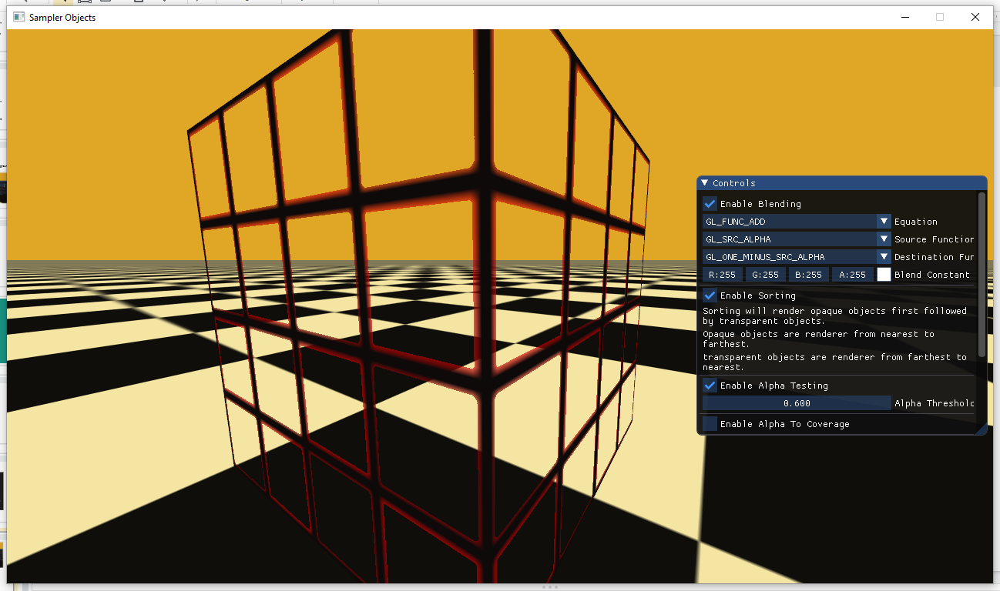 Sampler Objects
Controls
Enable Blending
GL_FUNC_ADD Equation
GL_SRC_ALPHA Source Function
GL_ONE_MINUS_SRC_ALPHA Destination Fur
R:255 G:255 B:255 A:255 Blend Constant
Enable Sorting
Sorting will render opaque objects first followed
by transparent objects.
Opaque objects are renderer from nearest to
farthest.
transparent objects are renderer from farthest to
nearest.
Enable Alpha Testing
0.600 Alpha Threshold
Enable Alpha To Coverage